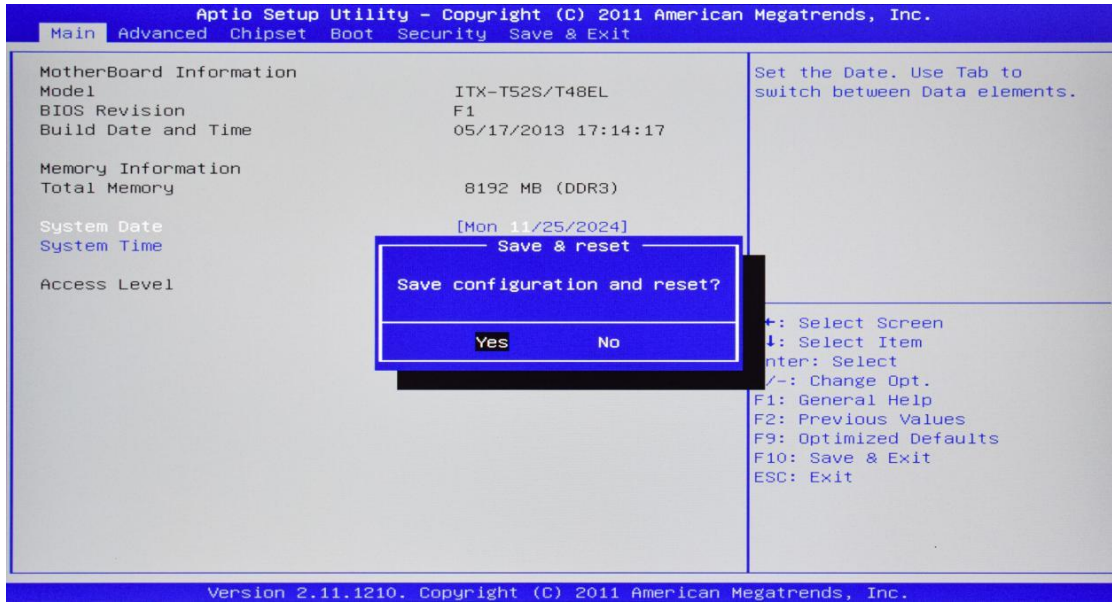 Aptio Setup Utility – Copyright (C) 2011 American Megatrends, Inc.
Main Advanced Chipset Boot Security Save & Exit
MotherBoard Information
Model ITX-T52S/T48EL
BIOS Revision F1
Build Date and Time 05/17/2013 17:14:17
Memory Information
Total Memory 8192 MB (DDR3)
System Date [Mon 11/25/2024]
System Time
Access Level
Save & reset
Save configuration and reset?
Yes No
Set the Date. Use Tab to
switch between Data elements.
←: Select Screen
↓: Select Item
nter: Select
/-: Change Opt.
F1: General Help
F2: Previous Values
F9: Optimized Defaults
F10: Save & Exit
ESC: Exit
Version 2.11.1210. Copyright (C) 2011 American Megatrends, Inc.